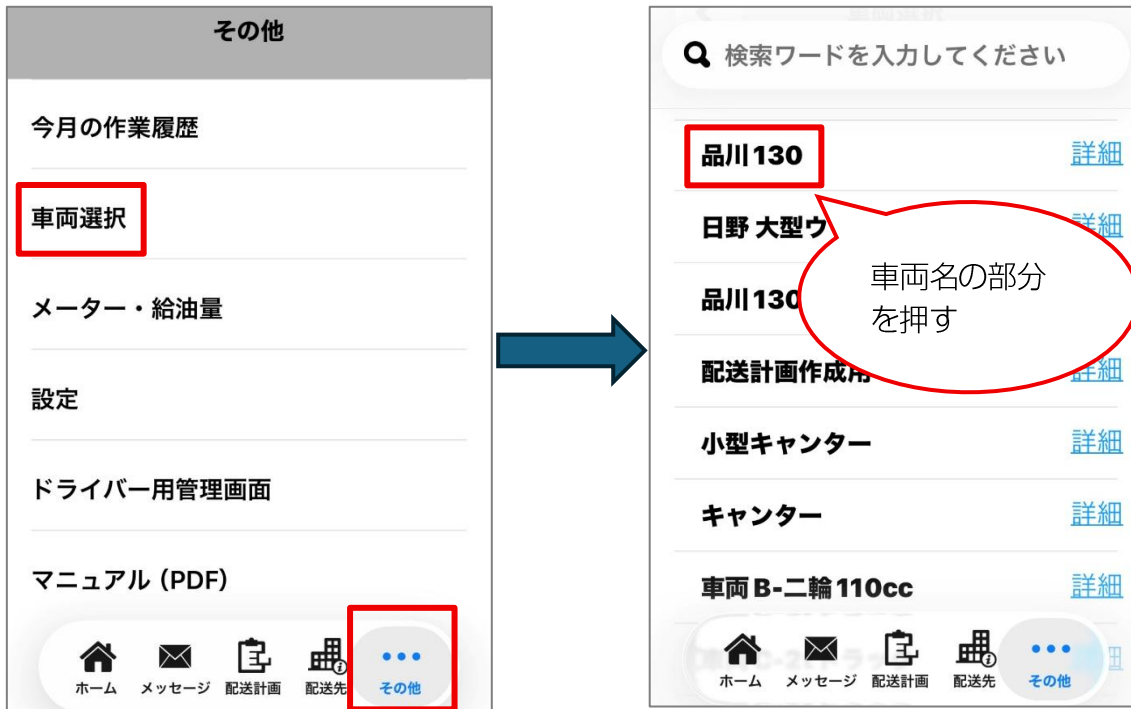 その他
今月の作業履歴
車両選択
メーター・給油量
設定
ドライバー用管理画面
マニュアル（PDF）
ホーム メッセージ 配送計画 配送先 その他
検索ワードを入力してください
品川130 詳細
日野 大型ウ 詳細
品川130
車両名の部分
を押す
配送計画作成用 詳細
小型キャンター 詳細
キャンター 詳細
車両B-二輪110cc 詳細
ホーム メッセージ 配送計画 配送先 その他